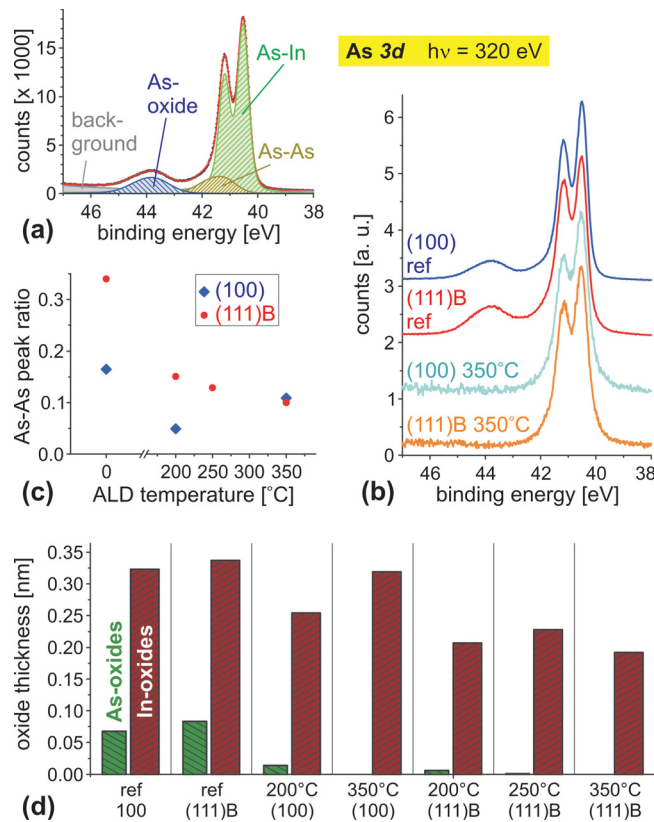 As 3d hν = 320 eV
counts [x 1000]
15
10
5
0
As-In
As-
oxide
back-
ground
As-As
(a)
46
44
42
40
38
binding energy [eV]
counts [a. u.]
6
5
4
3
2
1
0
(100)
ref
(111)B
ref
(100) 350°C
(111)B 350°C
46
44
42
40
38
(b)
binding energy [eV]
As-As peak ratio
0.3
0.2
0.1
0.0
(100)
(111)B
0
200
250
300
350
(c)
ALD temperature [°C]
oxide thickness [nm]
0.35
0.30
0.25
0.20
0.15
0.10
0.05
0.00
As-oxides
In-oxides
(d)
ref
100
ref
(111)B
200°C
(100)
350°C
(100)
200°C
(111)B
250°C
(111)B
350°C
(111)B